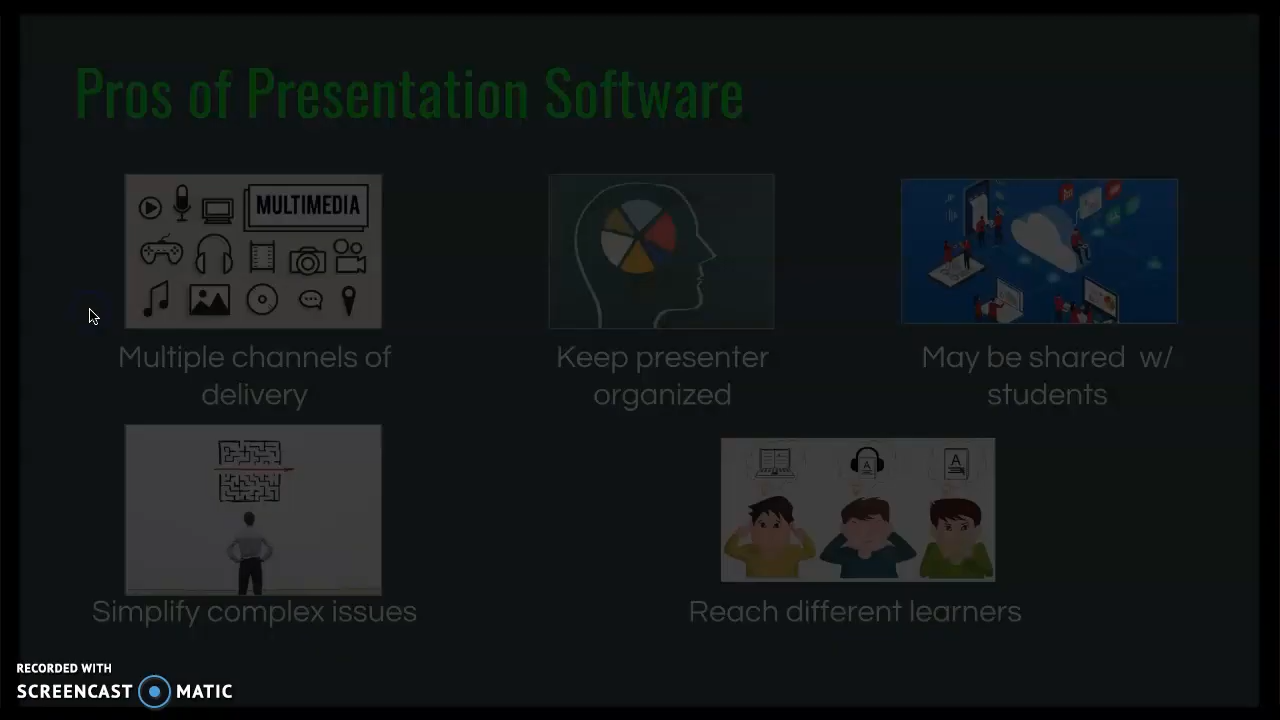 Pros of Presentation Software
MULTIMEDIA
Multiple channels of
delivery
Keep presenter
organized
May be shared w/
students
A
A
Simplify complex issues
Reach different learners
RECORDED WITH
SCREENCAST MATIC